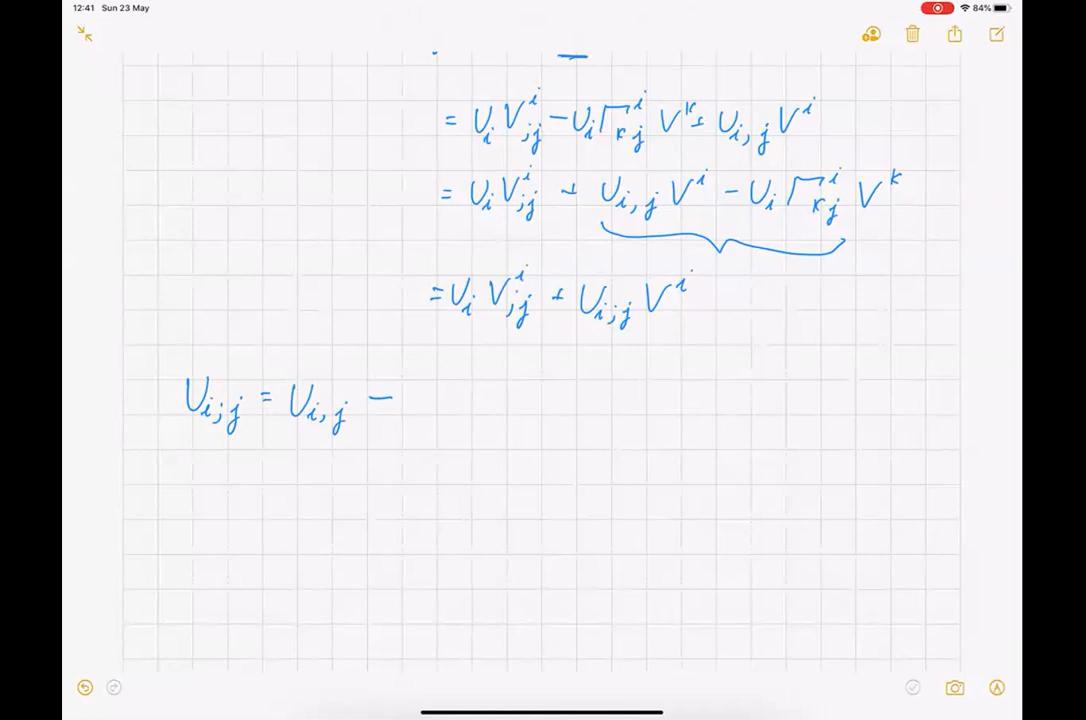 12:41 Sun 23 May 84%
= U_i V^i_{;j} - U_i Γ^i_{kj} V^k + U_{i,j} V^i
= U_i V^i_{;j} + U_{i,j} V^i - U_i Γ^i_{kj} V^k
= U_i V^i_{;j} + U_{i;j} V^i
U_{i;j} = U_{i,j} -